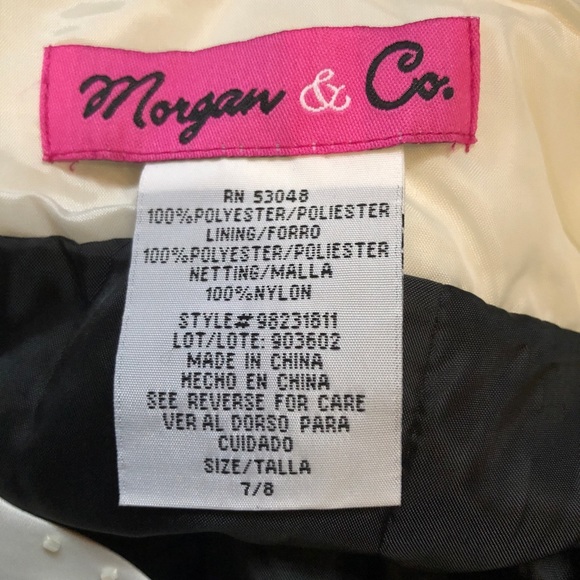 Morgan & Co.
RN 53048
100%POLYESTER/POLIESTER
LINING/FORRO
100%POLYESTER/POLIESTER
NETTING/MALLA
100%NYLON
STYLE# 98231811
LOT/LOTE: 903602
MADE IN CHINA
HECHO EN CHINA
SEE REVERSE FOR CARE
VER AL DORSO PARA
CUIDADO
SIZE/TALLA
7/8